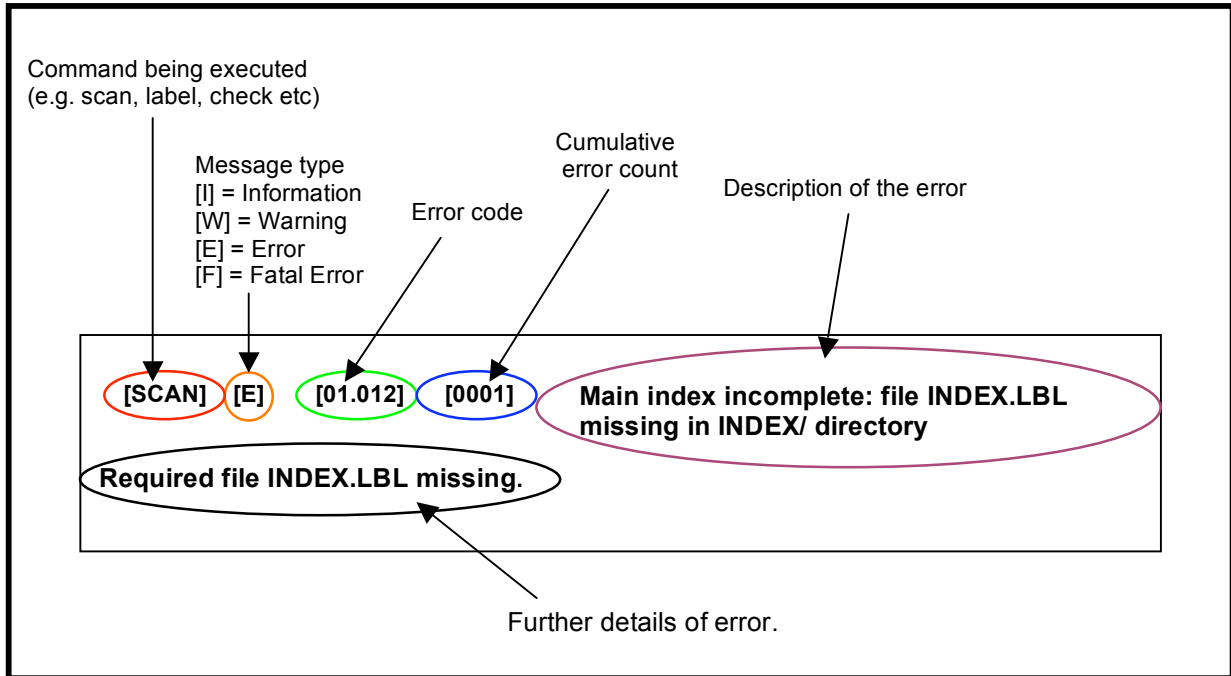 Command being executed
(e.g. scan, label, check etc)
Message type
[I] = Information
[W] = Warning
[E] = Error
[F] = Fatal Error
Error code
Cumulative
error count
Description of the error
[SCAN] [E] [01.012] [0001]
Main index incomplete: file INDEX.LBL
missing in INDEX/ directory
Required file INDEX.LBL missing.
Further details of error.